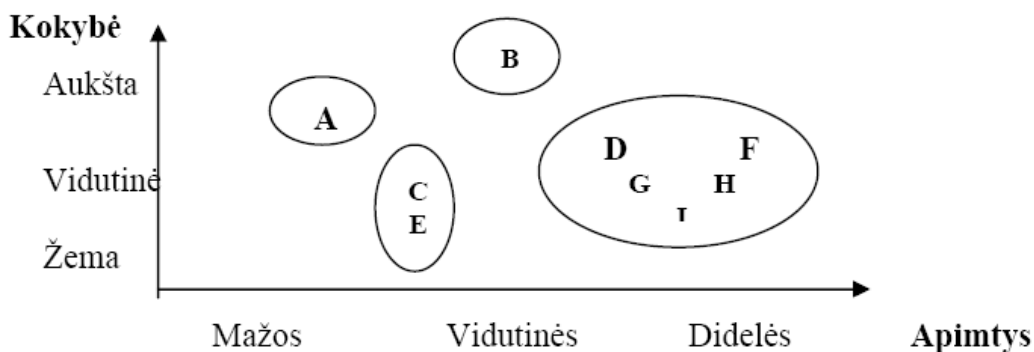 Kokybė
B
Aukšta
A
D F
Vidutinė C G H
E I
Žema
Mažos Vidutinės Didelės Apimtys